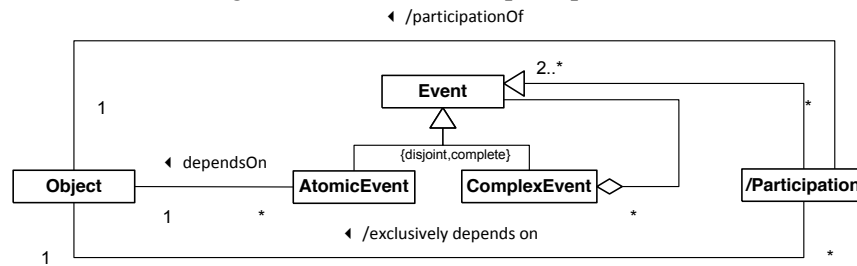 ◄ /participationOf
2..*
Event
1
*
{disjoint,complete}
◄ dependsOn
Object
AtomicEvent
ComplexEvent
/Participation
1
*
*
◄ /exclusively depends on
1
*